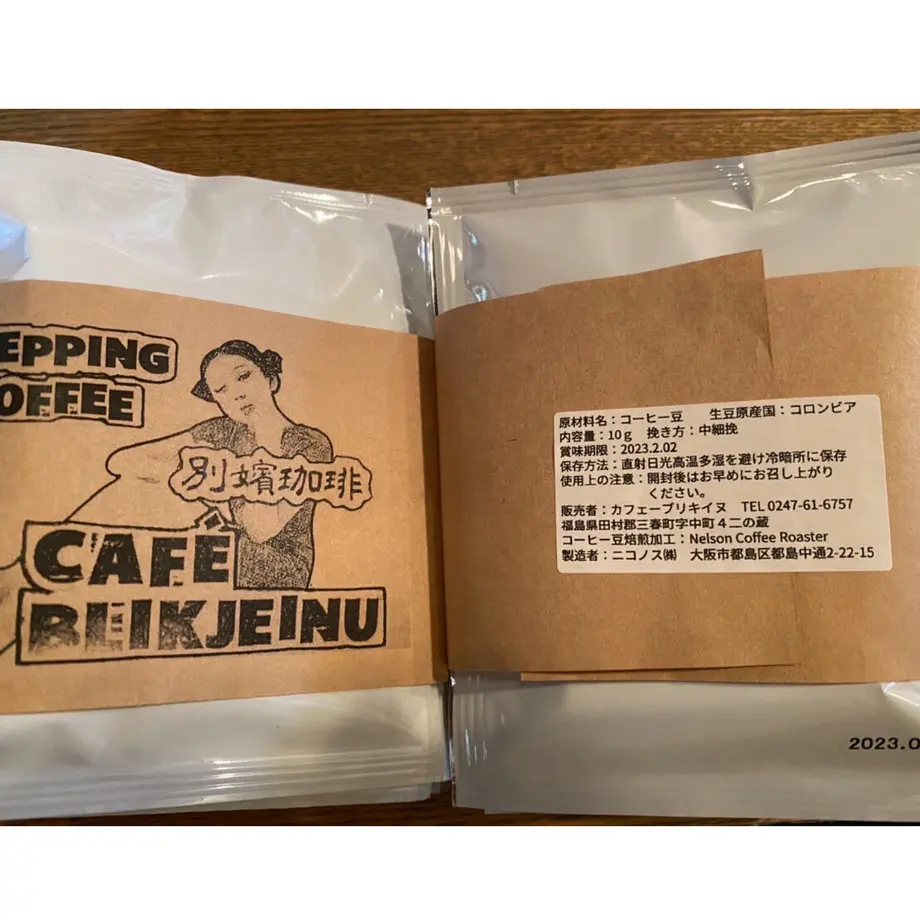 EPPING
OFFEE
別嬪珈琲
CAFE
BLIKJEINU
原材料名：コーヒー豆　生豆原産国：コロンビア
内容量：10g　挽き方：中細挽
賞味期限：2023.2.02
保存方法：直射日光高温多湿を避け冷暗所に保存
使用上の注意：開封後はお早めにお召し上がり
ください。
販売者：カフェーブリキイヌ　TEL 0247-61-6757
福島県田村郡三春町字中町４二の蔵
コーヒー豆焙煎加工：Nelson Coffee Roaster
製造者：ニコノス㈱　大阪市都島区都島中通2-22-15
2023.0